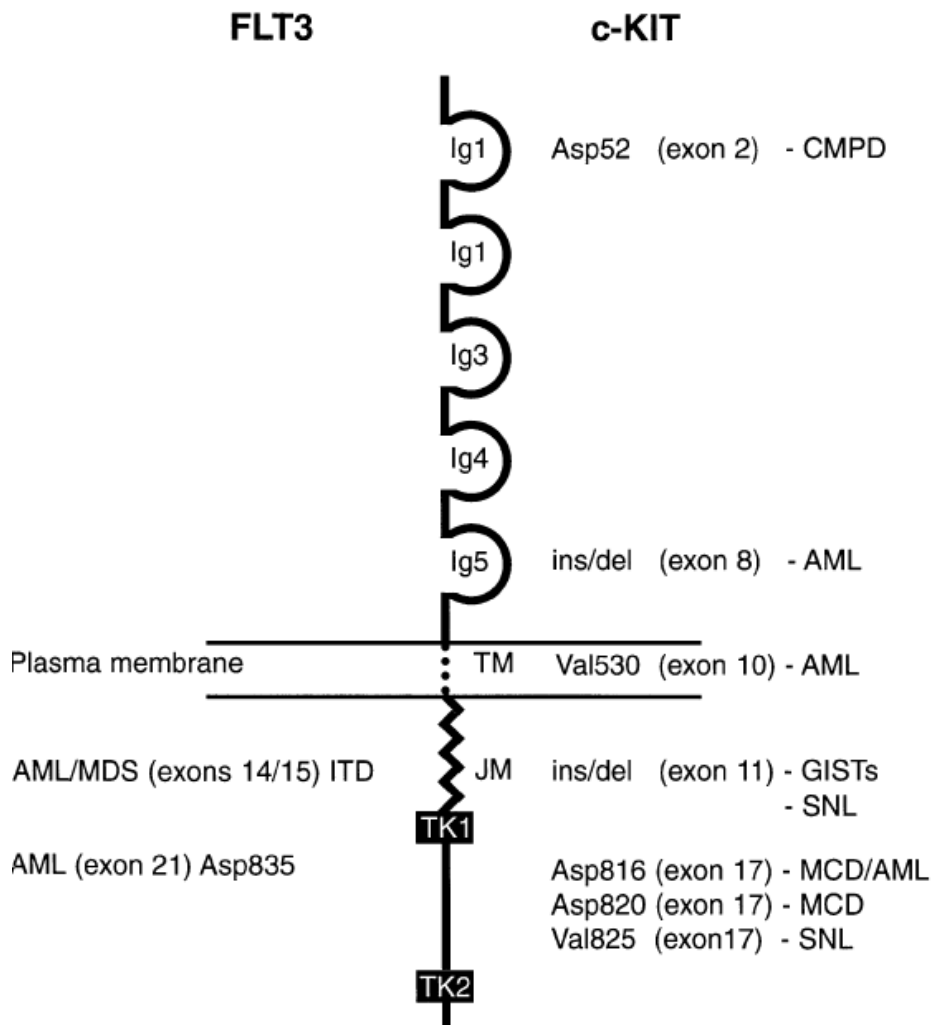 FLT3 c-KIT
Ig1 Asp52 (exon 2) - CMPD
Ig1
Ig3
Ig4
Ig5 ins/del (exon 8) - AML
Plasma membrane TM Val530 (exon 10) - AML
AML/MDS (exons 14/15) ITD JM ins/del (exon 11) - GISTs
- SNL
TK1
AML (exon 21) Asp835 Asp816 (exon 17) - MCD/AML
Asp820 (exon 17) - MCD
Val825 (exon17) - SNL
TK2